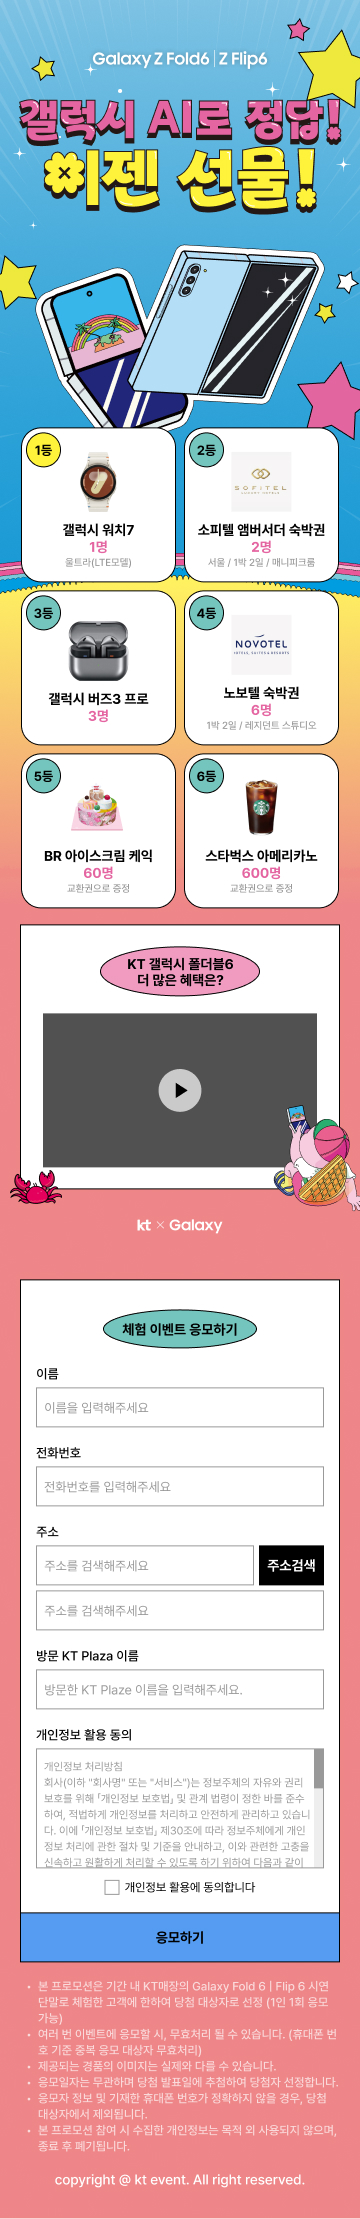 Galaxy Z Fold6 | Z Flip6
갤럭시 AI로 정답!
이젠 선물!
1등
갤럭시 워치7
1명
울트라(LTE모델)
2등
SOFITEL
소피텔 앰버서더 숙박권
2명
서울 / 1박 2일 / 매니피크룸
3등
갤럭시 버즈3 프로
3명
4등
NOVOTEL
HOTELS, SUITES & RESORTS
노보텔 숙박권
6명
1박 2일 / 레지던트 스튜디오
5등
BR 아이스크림 케익
60명
교환권으로 증정
6등
스타벅스 아메리카노
600명
교환권으로 증정
KT 갤럭시 폴더블6
더 많은 혜택은?
kt × Galaxy
체험 이벤트 응모하기
이름
이름을 입력해주세요
전화번호
전화번호를 입력해주세요
주소
주소를 검색해주세요
주소검색
주소를 검색해주세요
방문 KT Plaza 이름
방문한 KT Plaze 이름을 입력해주세요.
개인정보 활용 동의
개인정보 처리방침
회사(이하 "회사명" 또는 "서비스")는 정보주체의 자유와 권리
보호를 위해 「개인정보 보호법」 및 관계 법령이 정한 바를 준수
하여, 적법하게 개인정보를 처리하고 안전하게 관리하고 있습니
다. 이에 「개인정보 보호법」 제30조에 따라 정보주체에게 개인
정보 처리에 관한 절차 및 기준을 안내하고, 이와 관련한 고충을
신속하고 원활하게 처리할 수 있도록 하기 위하여 다음과 같이
개인정보 활용에 동의합니다
응모하기
• 본 프로모션은 기간 내 KT매장의 Galaxy Fold 6 | Flip 6 시연
단말로 체험한 고객에 한하여 당첨 대상자로 선정 (1인 1회 응모
가능)
• 여러 번 이벤트에 응모할 시, 무효처리 될 수 있습니다. (휴대폰 번
호 기준 중복 응모 대상자 무효처리)
• 제공되는 경품의 이미지는 실제와 다를 수 있습니다.
• 응모일자는 무관하며 당첨 발표일에 추첨하여 당첨자 선정합니다.
• 응모자 정보 및 기재한 휴대폰 번호가 정확하지 않을 경우, 당첨
대상자에서 제외됩니다.
• 본 프로모션 참여 시 수집한 개인정보는 목적 외 사용되지 않으며,
종료 후 폐기됩니다.
copyright @ kt event. All right reserved.